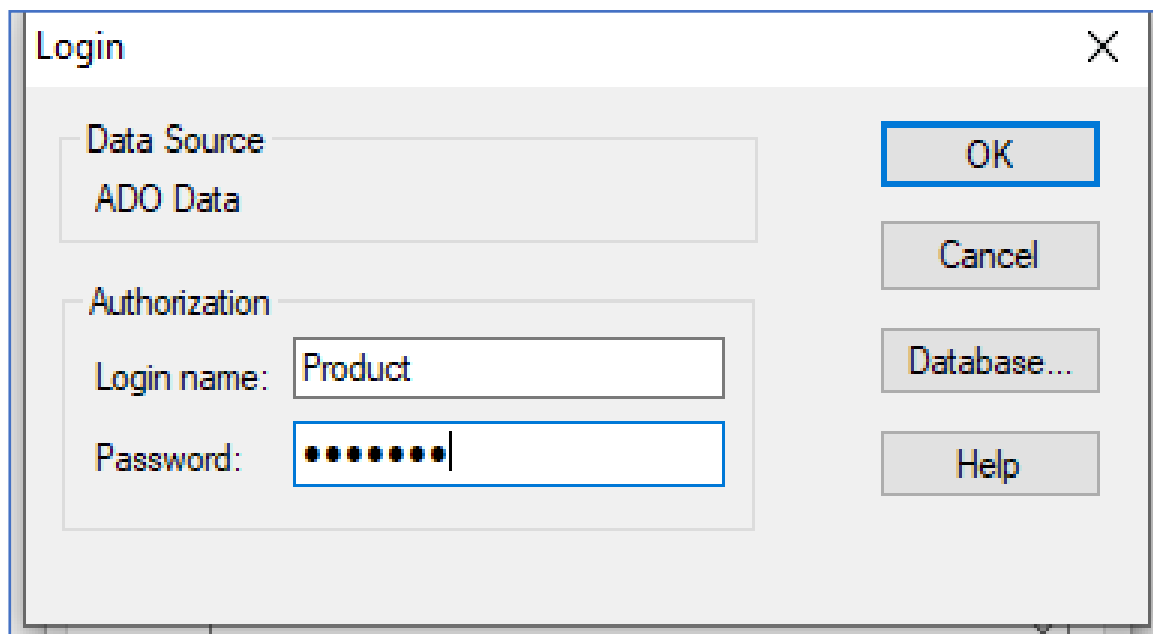 Login
Data Source
ADO Data
OK
Cancel
Authorization
Login name: Product
Database...
Password: •••••••
Help